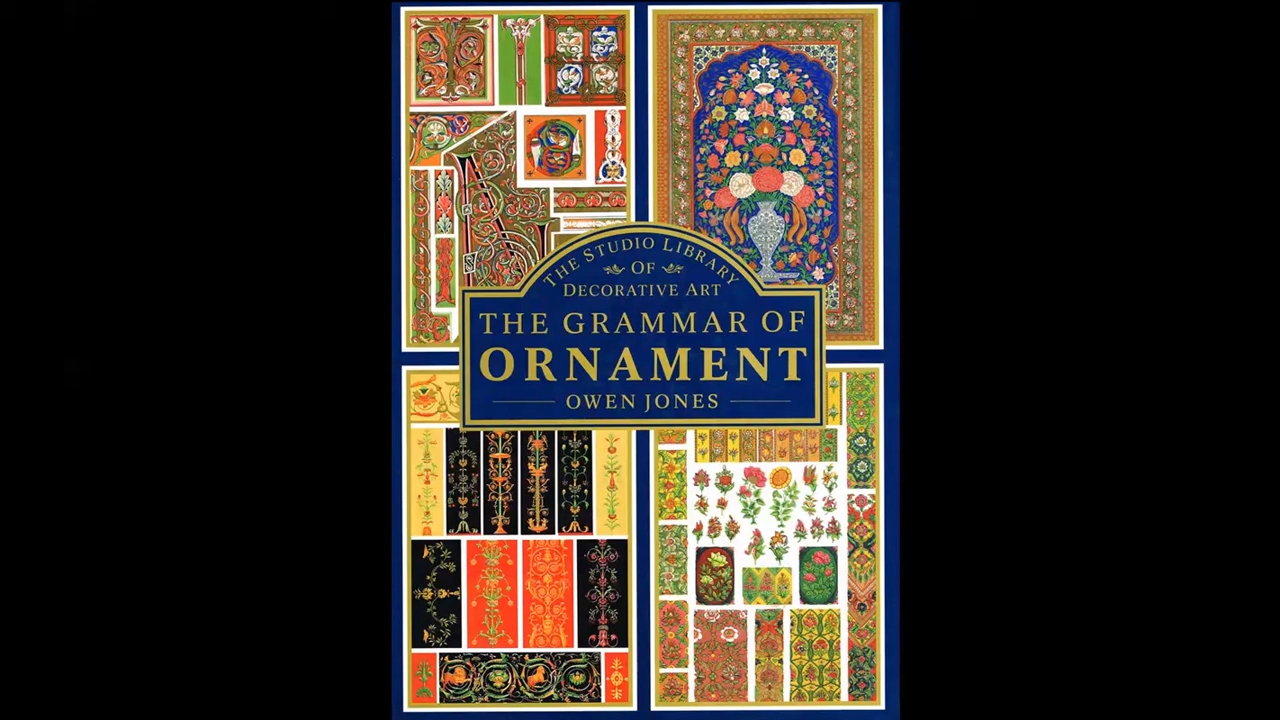 THE STUDIO LIBRARY
OF
DECORATIVE ART
THE GRAMMAR OF
ORNAMENT
OWEN JONES